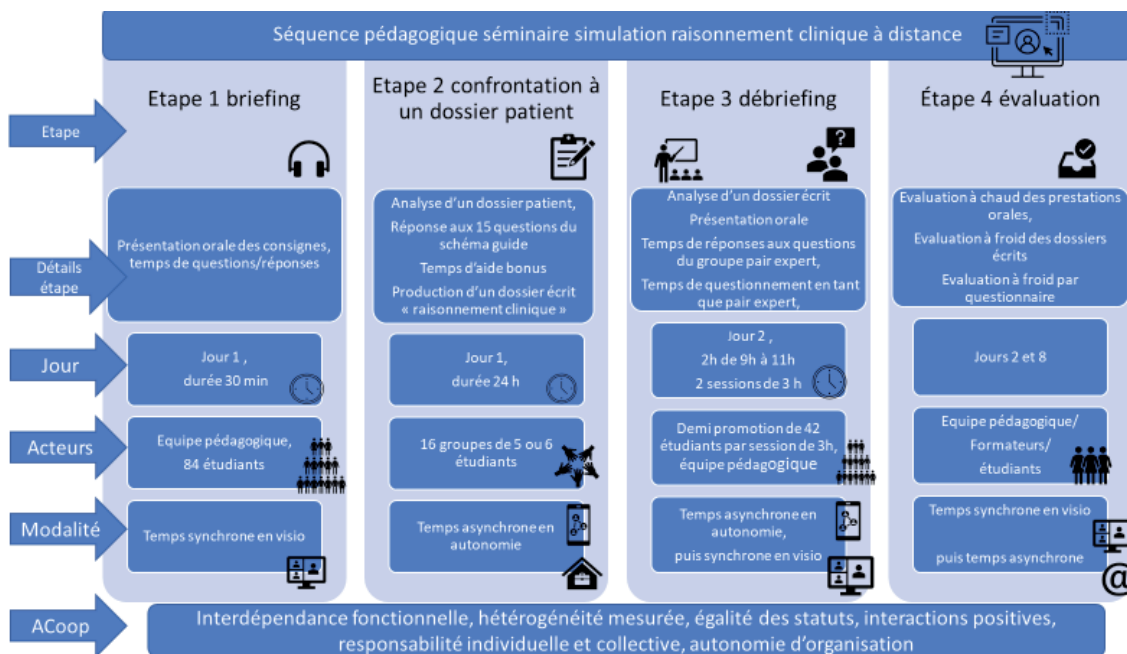 Séquence pédagogique séminaire simulation raisonnement clinique à distance
Etape
Etape 1 briefing
Etape 2 confrontation à
un dossier patient
Etape 3 débriefing
Étape 4 évaluation
?
Détails
étape
Présentation orale des consignes,
temps de questions/réponses
Analyse d'un dossier patient,
Réponse aux 15 questions du
schéma guide
Temps d'aide bonus
Production d'un dossier écrit
« raisonnement clinique »
Analyse d'un dossier écrit
Présentation orale
Temps de réponses aux questions
du groupe pair expert,
Temps de questionnement en tant
que pair expert,
Evaluation à chaud des prestations
orales,
Evaluation à froid des dossiers
écrits
Evaluation à froid par
questionnaire
Jour
Jour 1 ,
durée 30 min
Jour 1,
durée 24 h
Jour 2 ,
2h de 9h à 11h
2 sessions de 3 h
Jours 2 et 8
Acteurs
Equipe pédagogique,
84 étudiants
16 groupes de 5 ou 6
étudiants
Demi promotion de 42
étudiants par session de 3h,
équipe pédagogique
Equipe pédagogique/
Formateurs/
étudiants
Modalité
Temps synchrone en visio
Temps asynchrone en
autonomie
Temps asynchrone en
autonomie,
puis synchrone en visio
Temps synchrone en visio
puis temps asynchrone
@
ACoop
Interdépendance fonctionnelle, hétérogénéité mesurée, égalité des statuts, interactions positives,
responsabilité individuelle et collective, autonomie d'organisation